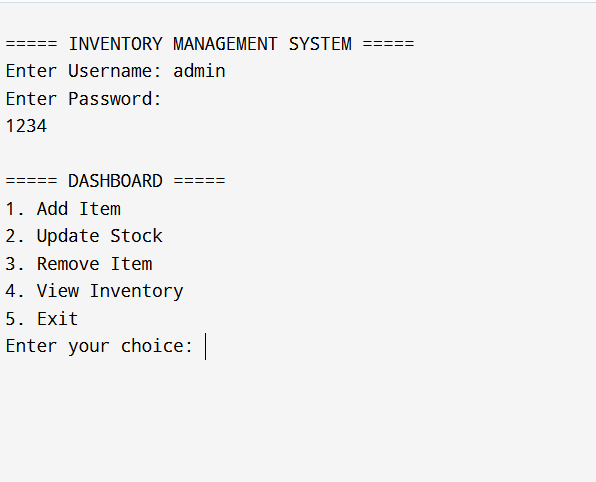 ===== INVENTORY MANAGEMENT SYSTEM =====
Enter Username: admin
Enter Password:
1234
===== DASHBOARD =====
1. Add Item
2. Update Stock
3. Remove Item
4. View Inventory
5. Exit
Enter your choice: